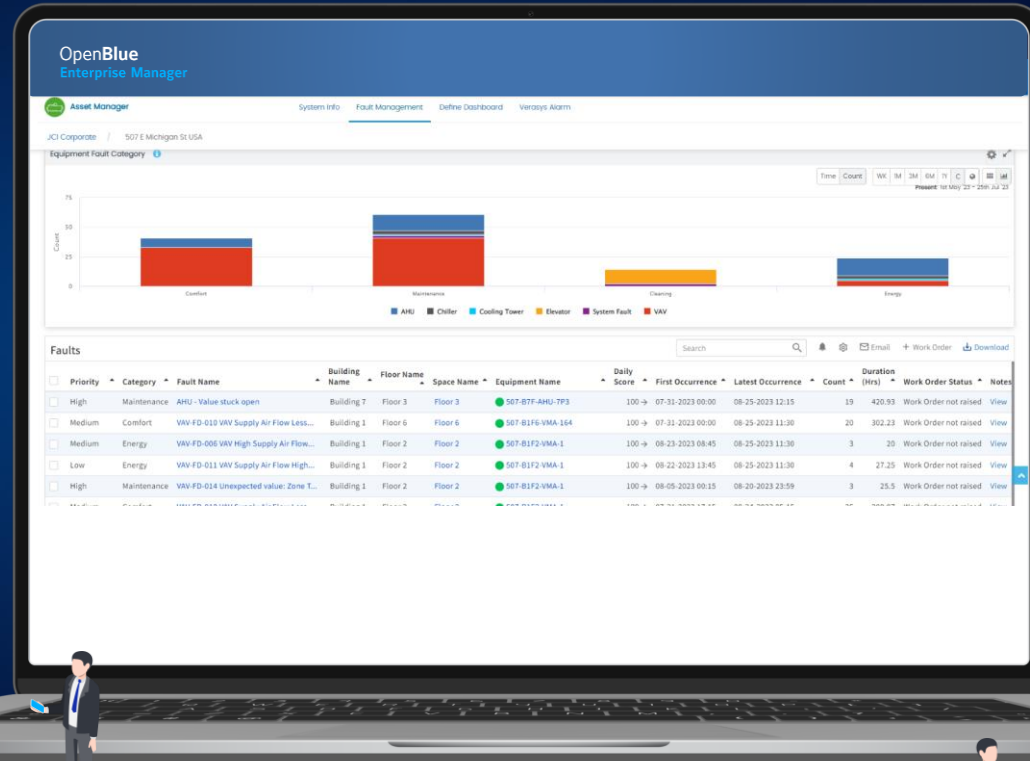 OpenBlue
Enterprise Manager
Asset Manager
System Info Fault Management Define Dashboard Verasys Alarm
JCI Corporate / 507 E Michigan St USA
Equipment Fault Category
Time Count WK 1M 3M 6M 1Y C
Present: 1st May '23 - 25th Jul '23
75
50
25
0
Count
Comfort Maintenance Cleaning Energy
AHU Chiller Cooling Tower Elevator System Fault VAV
Faults
Search Email + Work Order Download
Priority Category Fault Name Building Name Floor Name Space Name Equipment Name Daily Score First Occurrence Latest Occurrence Count Duration (Hrs) Work Order Status Notes
High Maintenance AHU - Value stuck open Building 7 Floor 3 Floor 3 507-B7F-AHU-7P3 100 → 07-31-2023 00:00 08-25-2023 12:15 19 420.93 Work Order not raised View
Medium Comfort VAV-FD-010 VAV Supply Air Flow Less... Building 1 Floor 6 Floor 6 507-B1F6-VMA-164 100 → 07-31-2023 00:00 08-25-2023 11:30 20 302.23 Work Order not raised View
Medium Energy VAV-FD-006 VAV High Supply Air Flow... Building 1 Floor 2 Floor 2 507-B1F2-VMA-1 100 → 08-23-2023 08:45 08-25-2023 11:30 3 20 Work Order not raised View
Low Energy VAV-FD-011 VAV Supply Air Flow High... Building 1 Floor 2 Floor 2 507-B1F2-VMA-1 100 → 08-22-2023 13:45 08-25-2023 11:30 4 27.25 Work Order not raised View
High Maintenance VAV-FD-014 Unexpected value: Zone T... Building 1 Floor 2 Floor 2 507-B1F2-VMA-1 100 → 08-05-2023 00:15 08-20-2023 23:59 3 25.5 Work Order not raised View